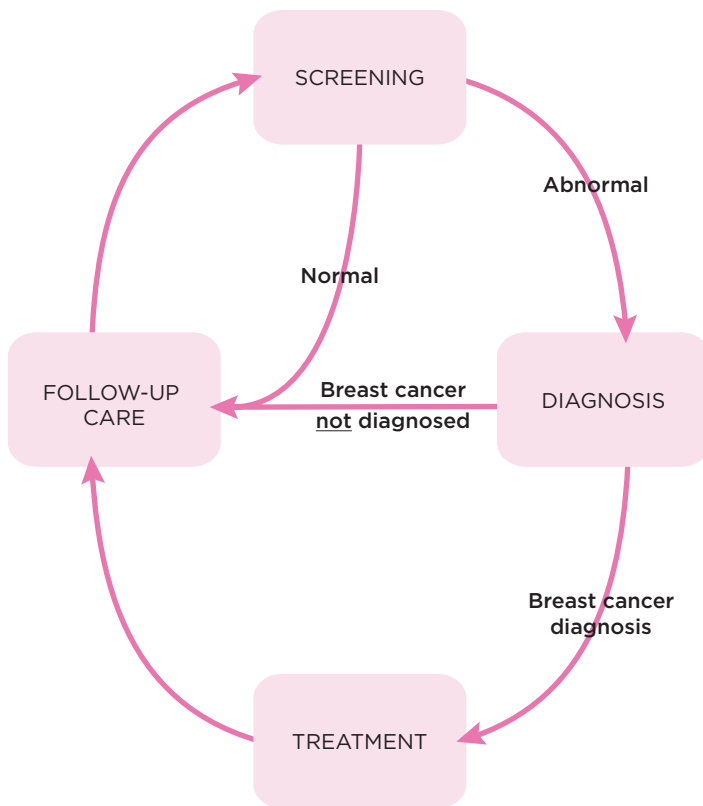 SCREENING
Abnormal
Normal
FOLLOW-UP
CARE
Breast cancer
not diagnosed
DIAGNOSIS
Breast cancer
diagnosis
TREATMENT